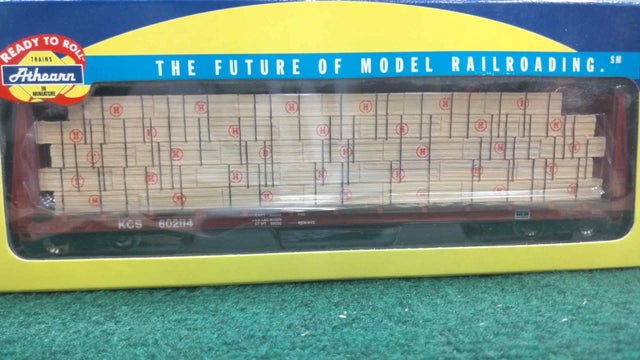 READY TO ROLL
TRAINS
Athearn
IN
MINIATURE
THE FUTURE OF MODEL RAILROADING.℠
KCS 602114